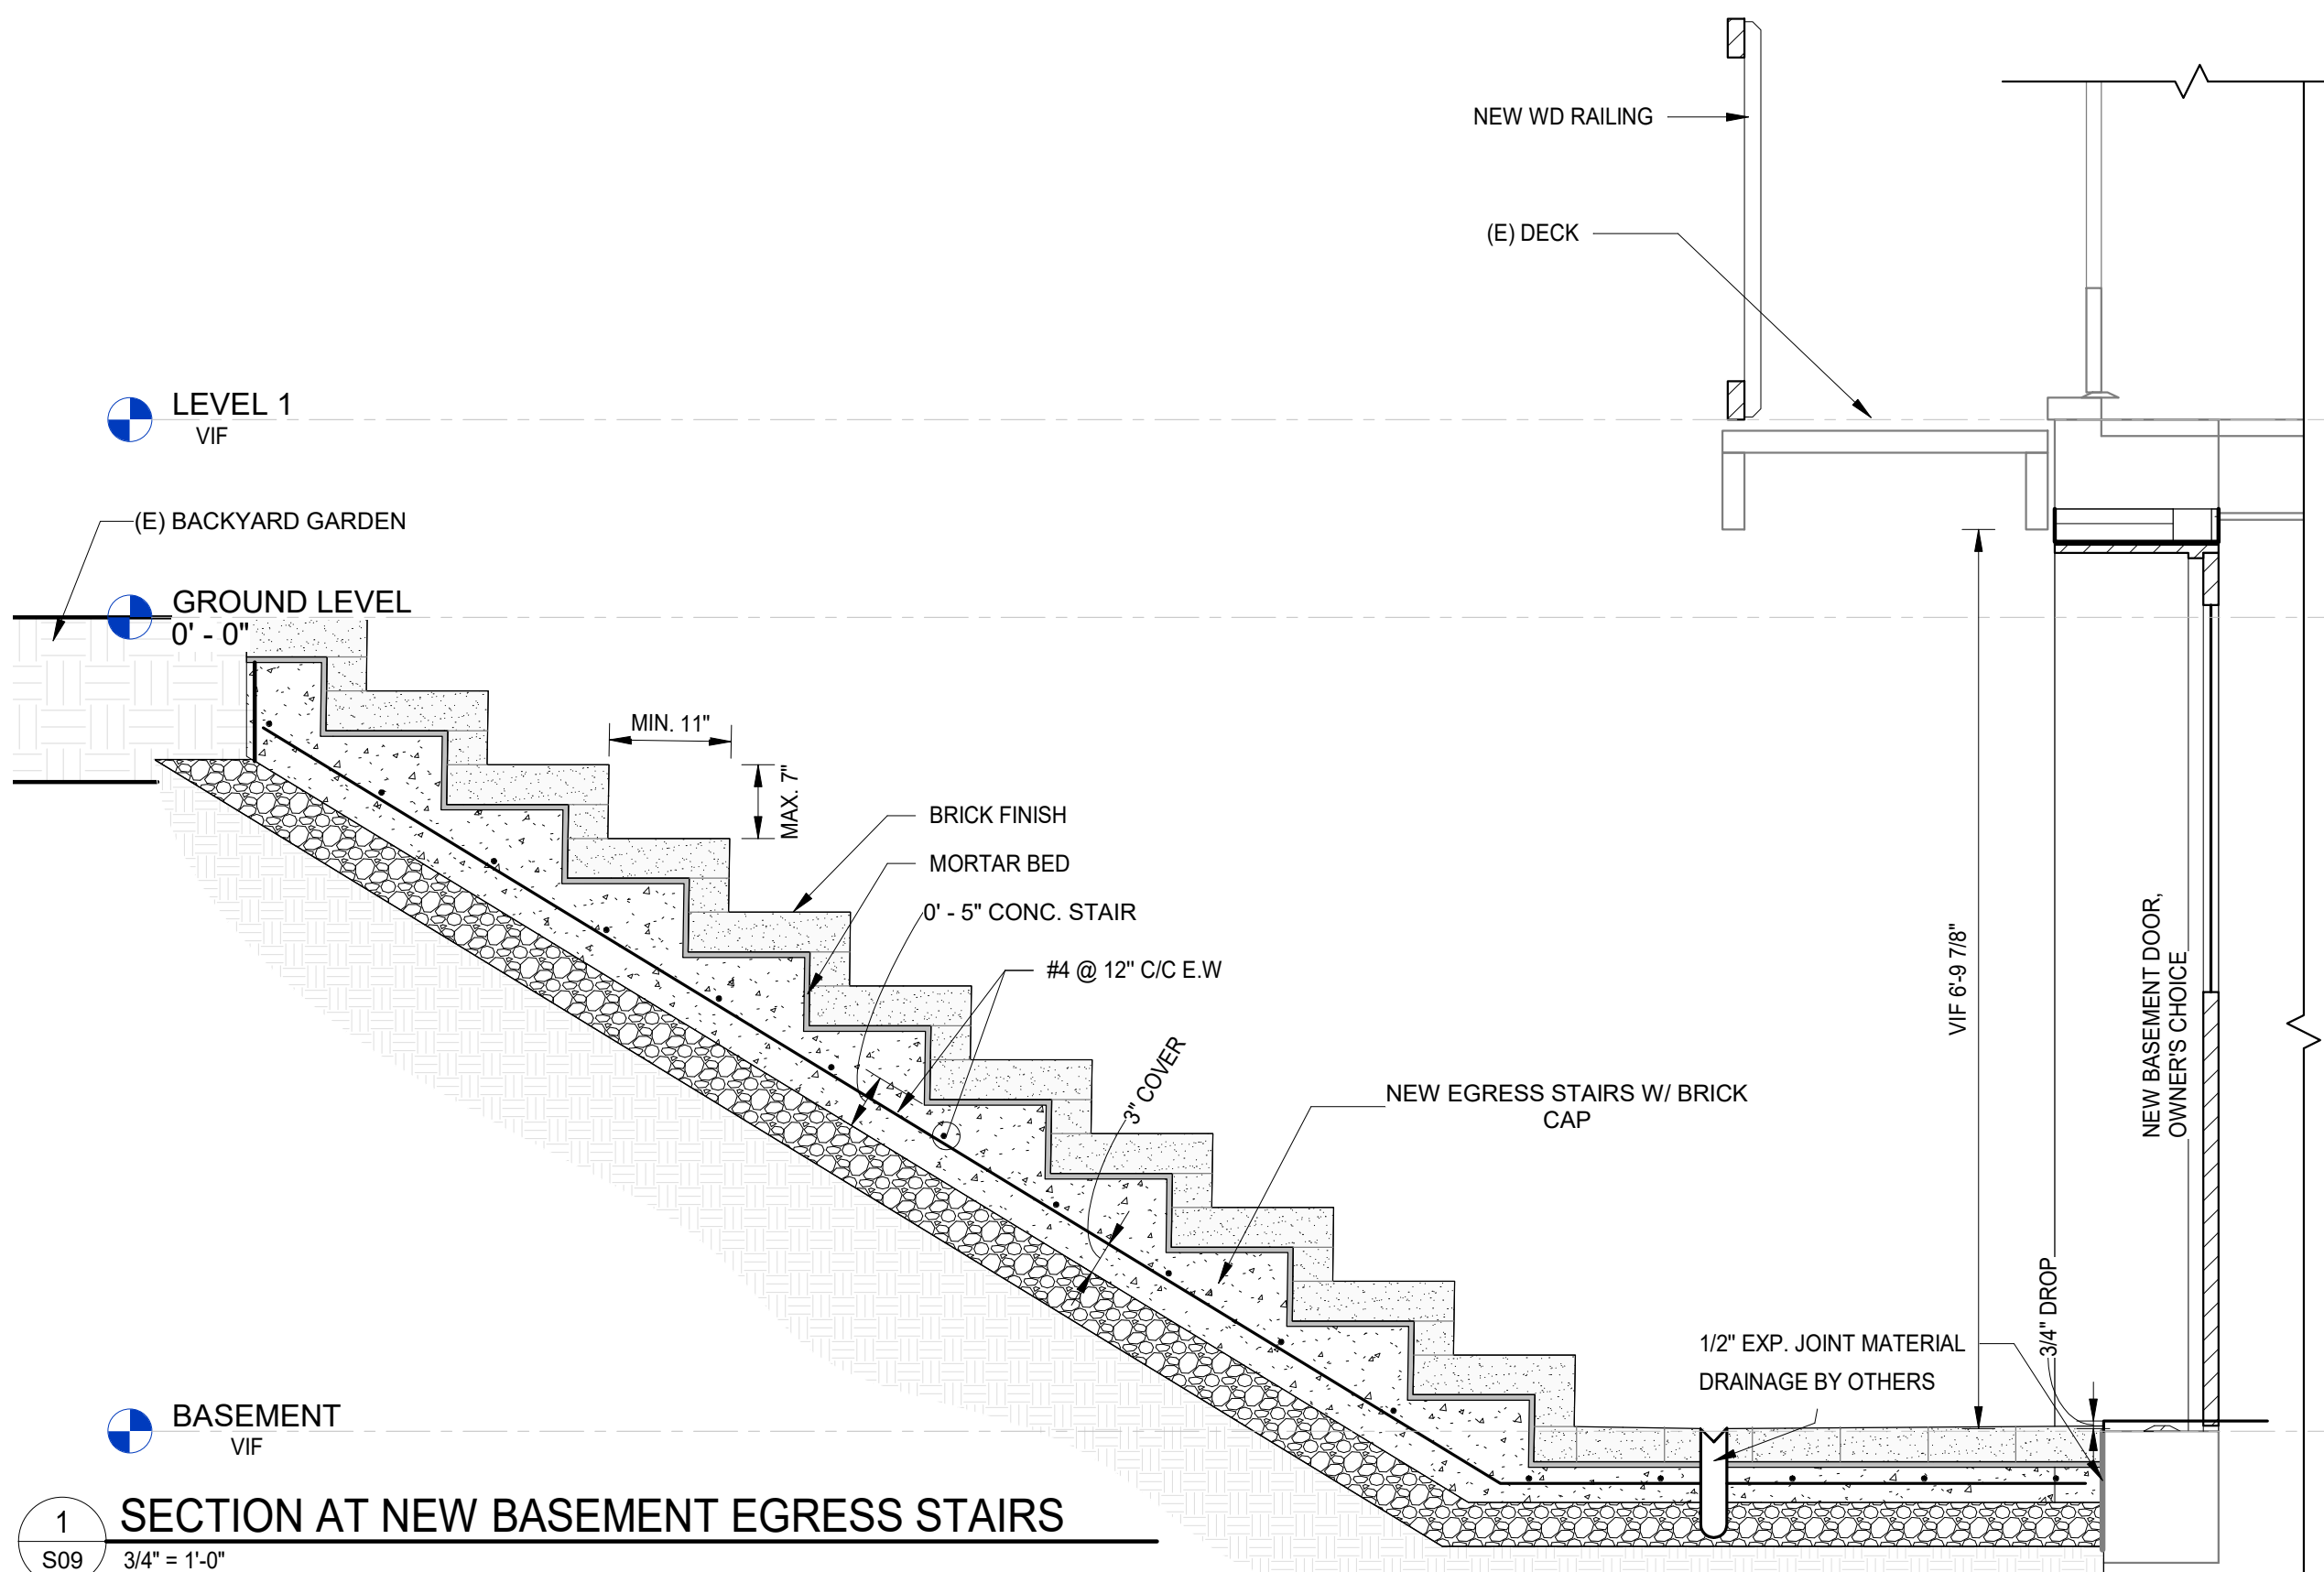 NEW WD RAILING
(E) DECK
LEVEL 1
VIF
(E) BACKYARD GARDEN
GROUND LEVEL
0' - 0"
MIN. 11"
MAX. 7"
BRICK FINISH
MORTAR BED
0' - 5" CONC. STAIR
#4 @ 12" C/C E.W
3" COVER
NEW EGRESS STAIRS W/ BRICK
CAP
VIF 6'-9 7/8"
NEW BASEMENT DOOR,
OWNER'S CHOICE
3/4" DROP
1/2" EXP. JOINT MATERIAL
DRAINAGE BY OTHERS
BASEMENT
VIF
1
S09
SECTION AT NEW BASEMENT EGRESS STAIRS
3/4" = 1'-0"